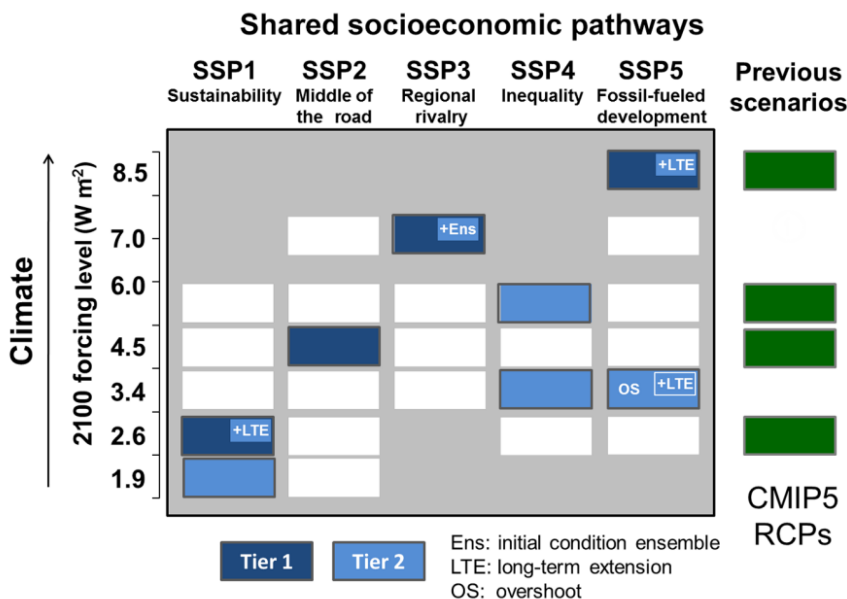 Shared socioeconomic pathways
SSP1
Sustainability
SSP2
Middle of
the road
SSP3
Regional
rivalry
SSP4
Inequality
SSP5
Fossil-fueled
development
Previous
scenarios
Climate
2100 forcing level (W m-2)
8.5
+LTE
7.0
+Ens
6.0
4.5
3.4
OS
+LTE
2.6
+LTE
1.9
CMIP5
RCPs
Tier 1
Tier 2
Ens: initial condition ensemble
LTE: long-term extension
OS: overshoot